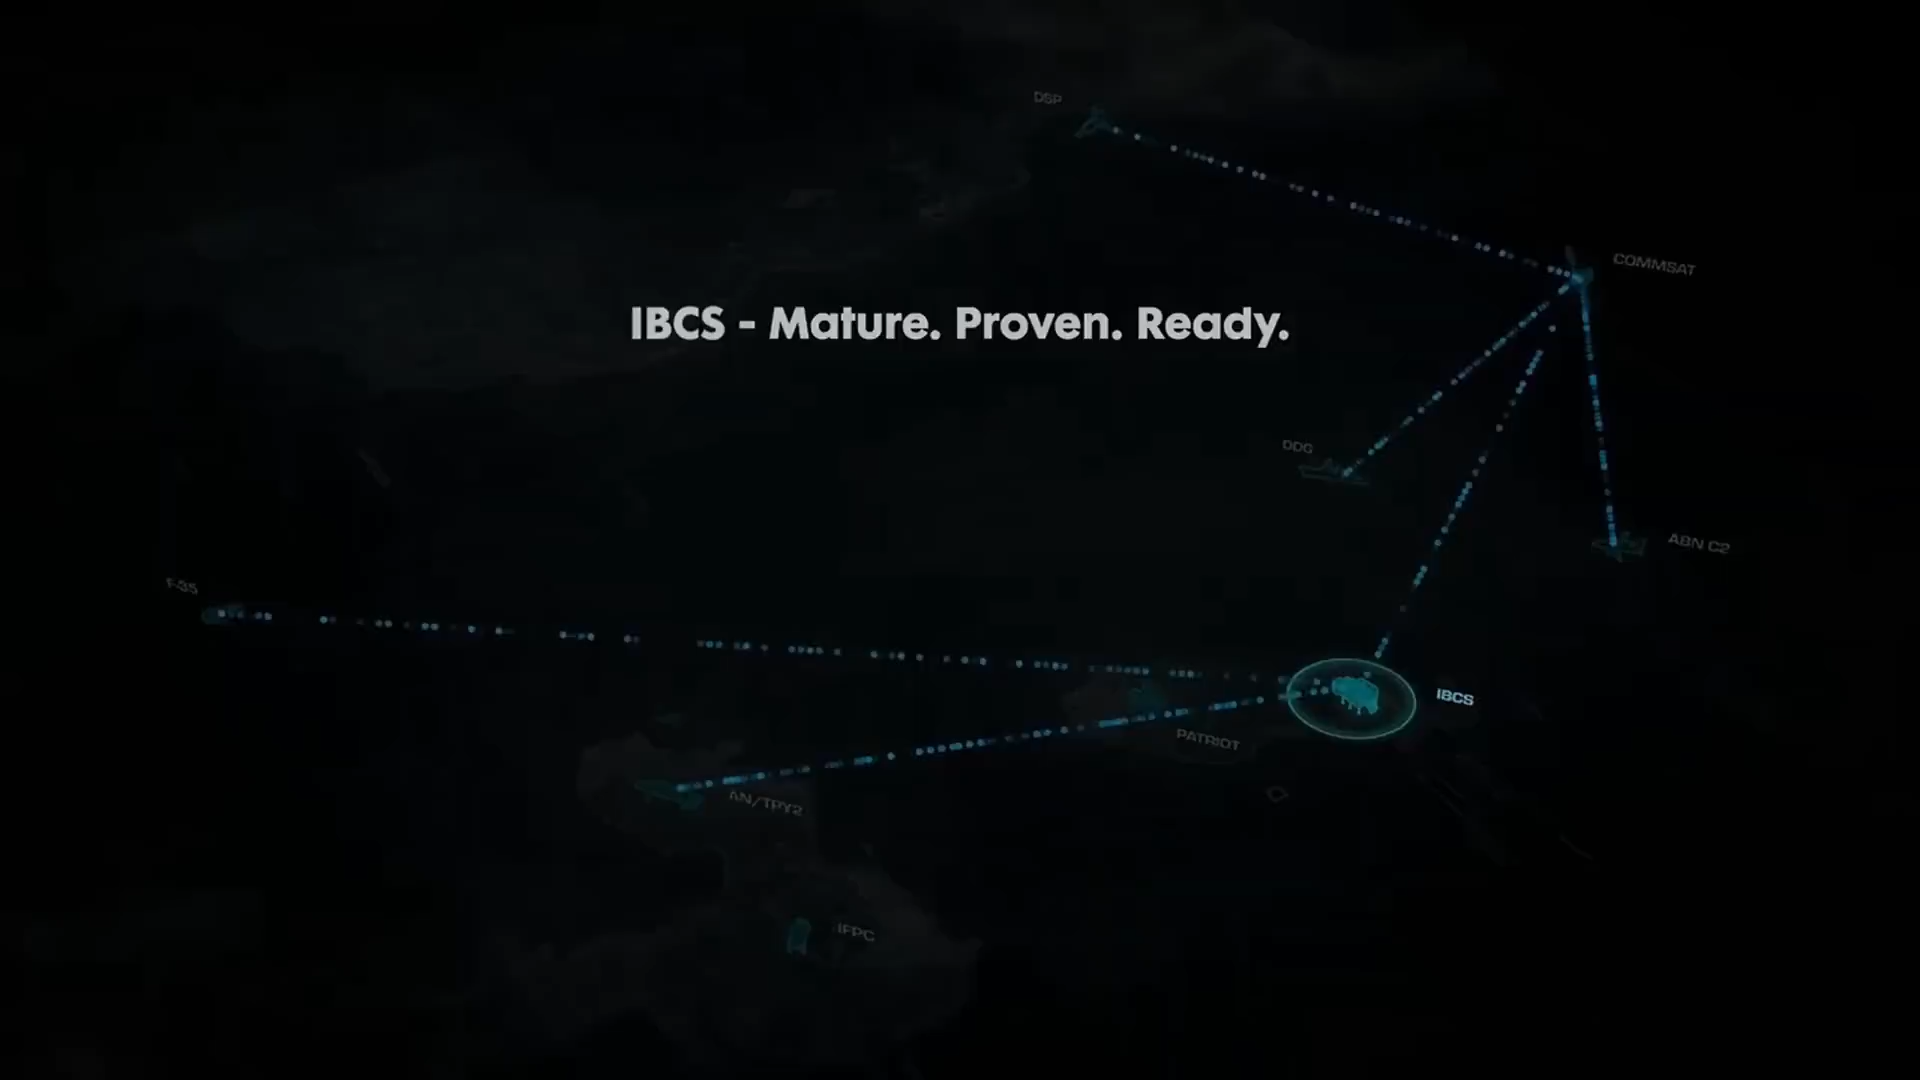 DSP
COMMSAT
IBCS - Mature. Proven. Ready.
DDG
ABN C2
F-35
IBCS
PATRIOT
AN/TPY2
IFPC